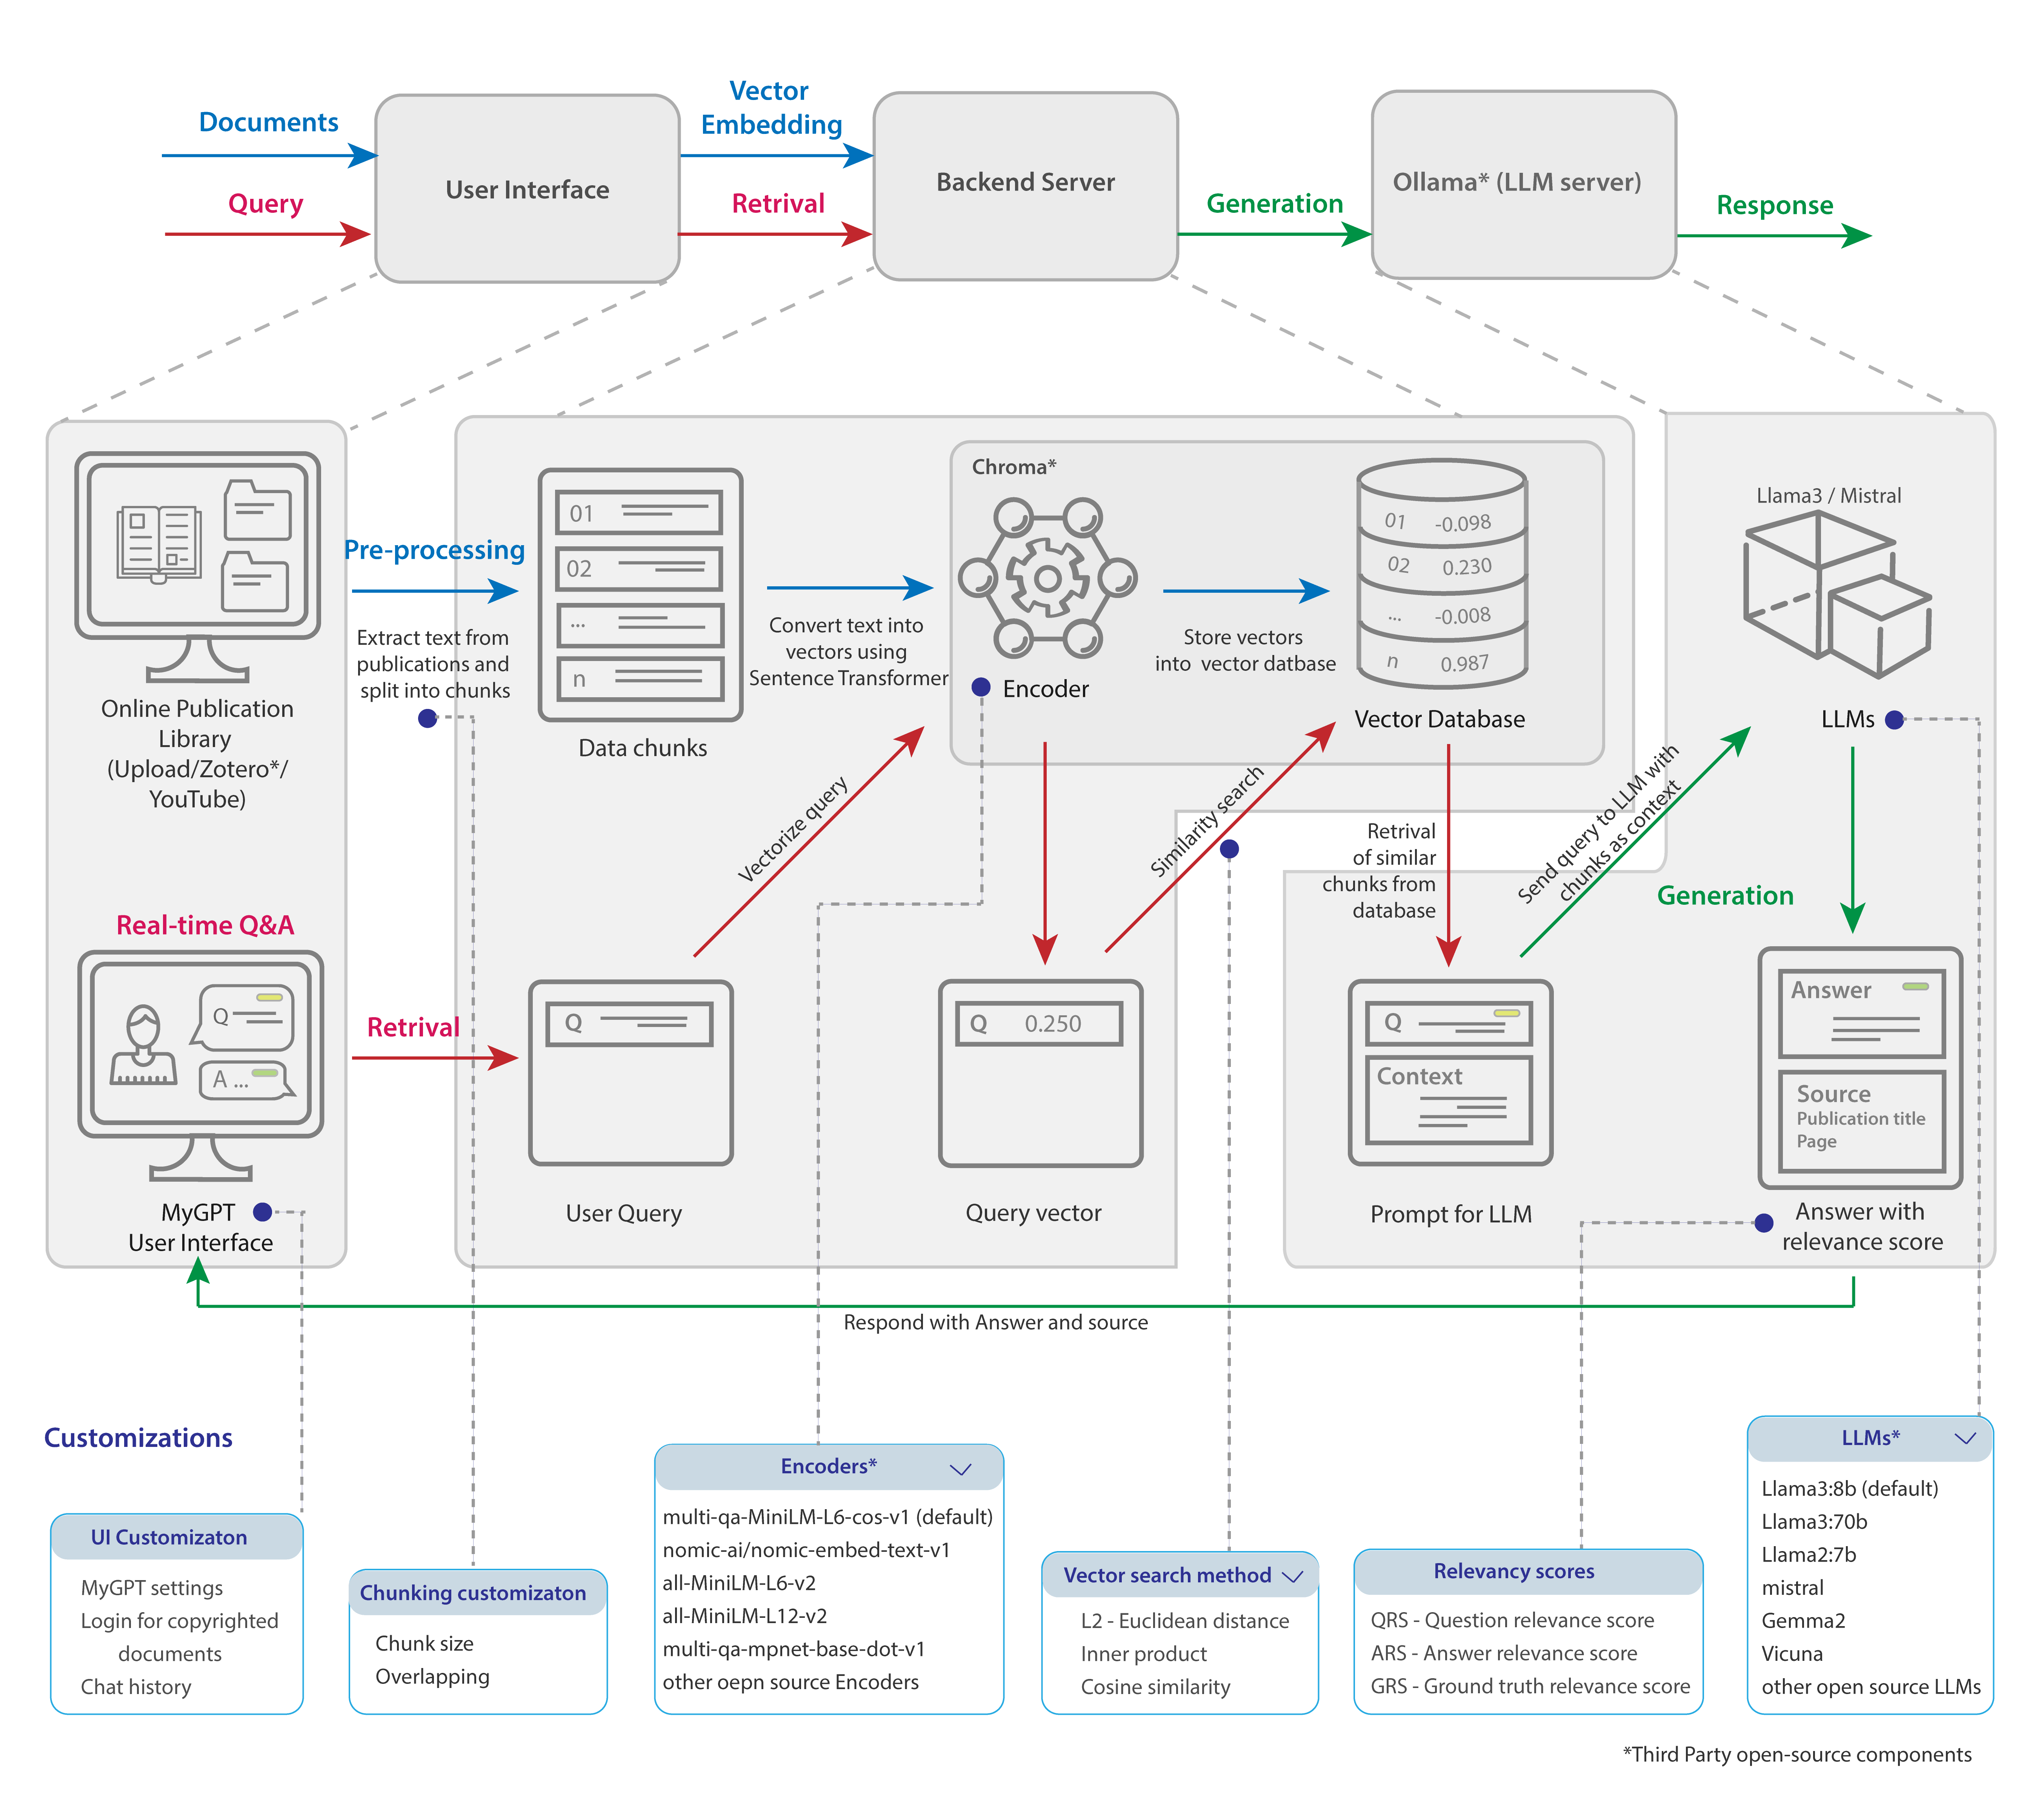 Documents
Query
User Interface
Vector
Embedding
Retrival
Backend Server
Generation
Ollama* (LLM server)
Response
Online Publication
Library
(Upload/Zotero*/
YouTube)
Pre-processing
Extract text from
publications and
split into chunks
01
02
...
n
Data chunks
Convert text into
vectors using
Sentence Transformer
Chroma*
Encoder
Store vectors
into vector datbase
01 -0.098
02 0.230
... -0.008
n 0.987
Vector Database
Llama3 / Mistral
LLMs
Vectorize query
Similarity search
Retrival
of similar
chunks from
database
Send query to LLM with
chunks as context
Generation
Real-time Q&A
Q
A ...
MyGPT
User Interface
Retrival
Q
User Query
Q 0.250
Query vector
Q
Context
Prompt for LLM
Answer
Source
Publication title
Page
Answer with
relevance score
Respond with Answer and source
Customizations
UI Customizaton
MyGPT settings
Login for copyrighted
documents
Chat history
Chunking customizaton
Chunk size
Overlapping
Encoders*
multi-qa-MiniLM-L6-cos-v1 (default)
nomic-ai/nomic-embed-text-v1
all-MiniLM-L6-v2
all-MiniLM-L12-v2
multi-qa-mpnet-base-dot-v1
other oepn source Encoders
Vector search method
L2 - Euclidean distance
Inner product
Cosine similarity
Relevancy scores
QRS - Question relevance score
ARS - Answer relevance score
GRS - Ground truth relevance score
LLMs*
Llama3:8b (default)
Llama3:70b
Llama2:7b
mistral
Gemma2
Vicuna
other open source LLMs
*Third Party open-source components